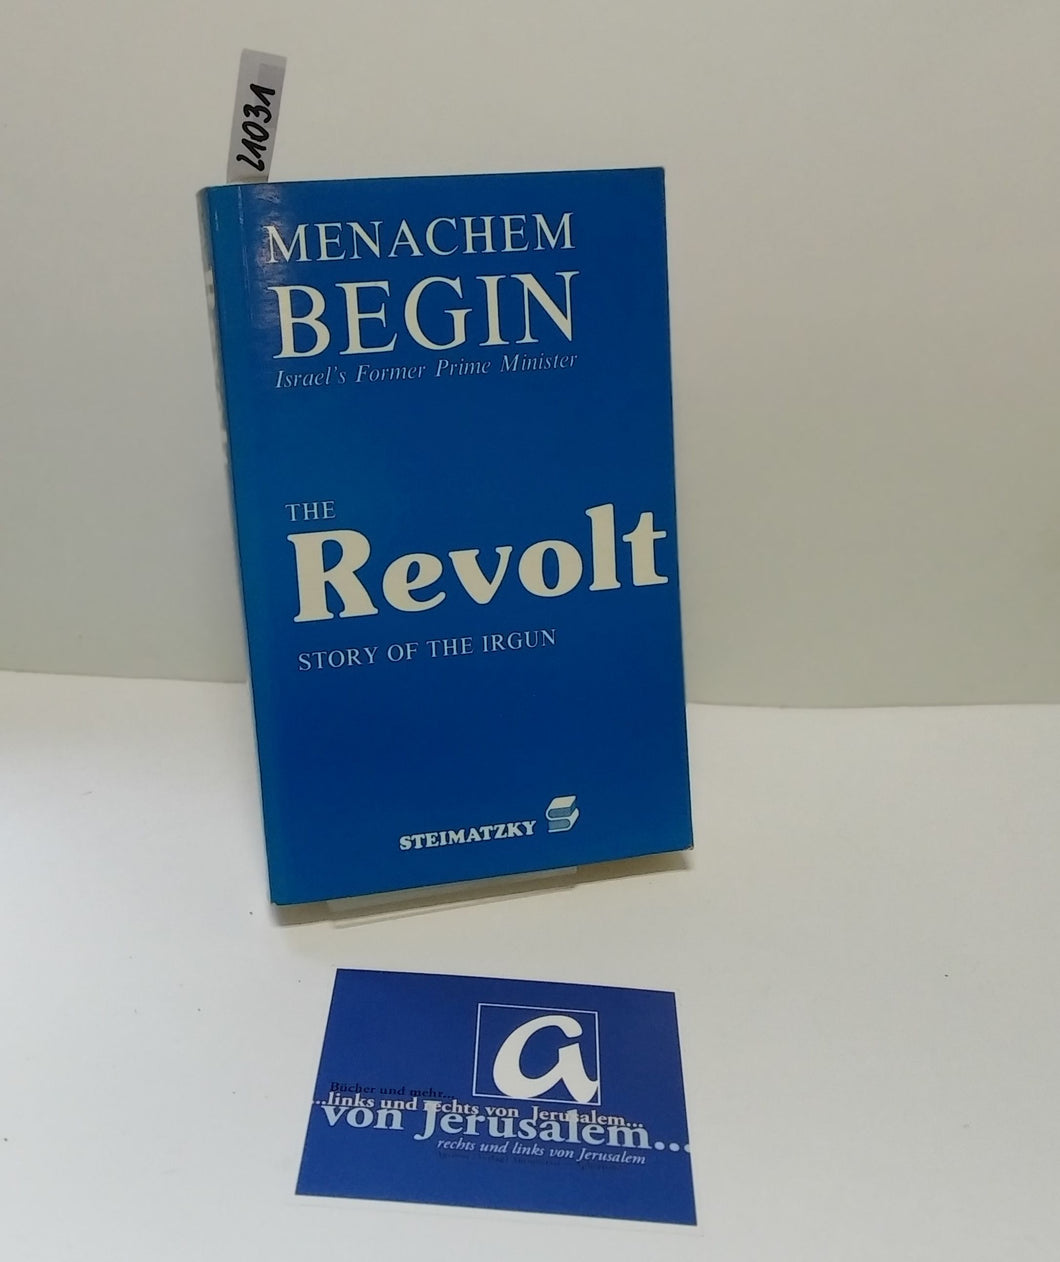 21031
MENACHEM
BEGIN
Israel's Former Prime Minister
THE
Revolt
STORY OF THE IRGUN
STEIMATZKY
a
Bücher und mehr...
...links und rechts von Jerusalem...
von Jerusalem...
rechts und links von Jerusalem